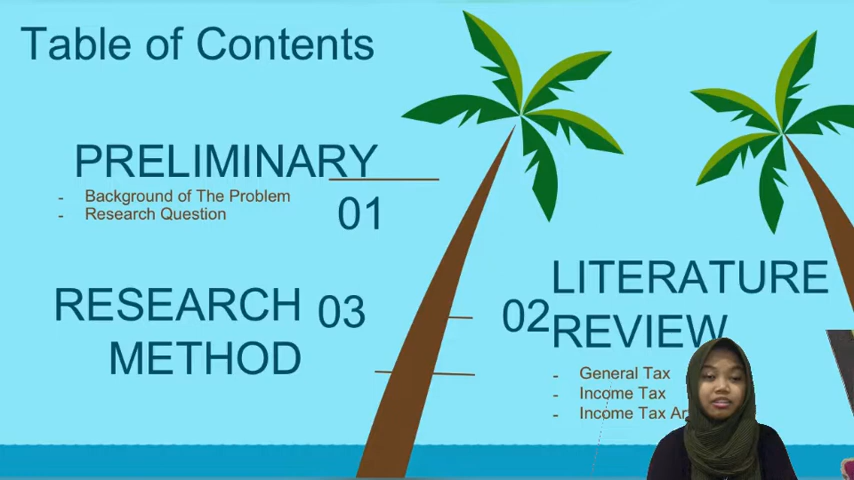 Table of Contents
PRELIMINARY
- Background of The Problem
- Research Question
01
RESEARCH
METHOD
03
02
LITERATURE
REVIEW
- General Tax
- Income Tax
- Income Tax